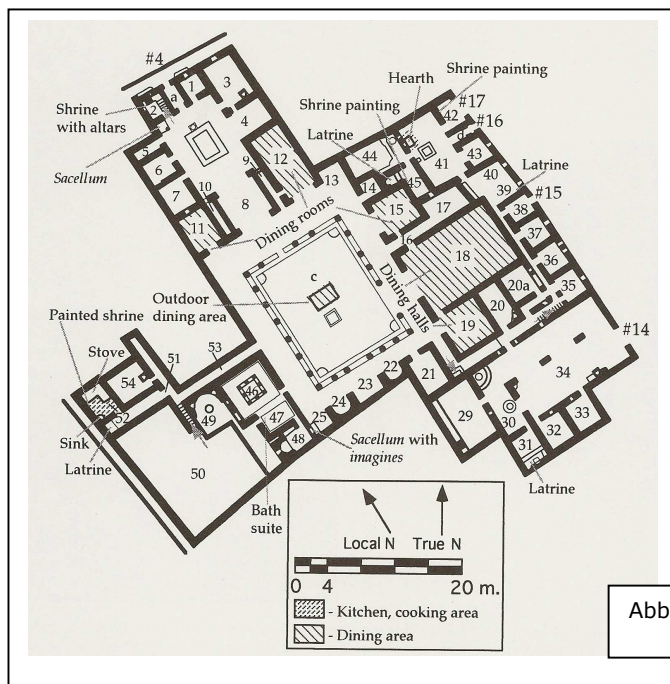 #4
1
a
2
3
Shrine
with altars
Sacellum
4
5
6
7
8
9
10
11
12
13
Dining rooms
Hearth
Shrine painting
Shrine painting
Latrine
#17
#16
42
44
14
45
41
43
40
Latrine
39
#15
38
37
36
35
15
17
16
18
20a
20
19
Dining halls
c
Outdoor
dining area
Painted shrine
Stove
51
53
54
52
Sink
Latrine
49
46
47
48
50
Bath
suite
25
24
23
22
21
Sacellum with
imagines
#14
34
29
30
33
32
31
Latrine
Local N True N
0 4 20 m.
- Kitchen, cooking area
- Dining area
Abb